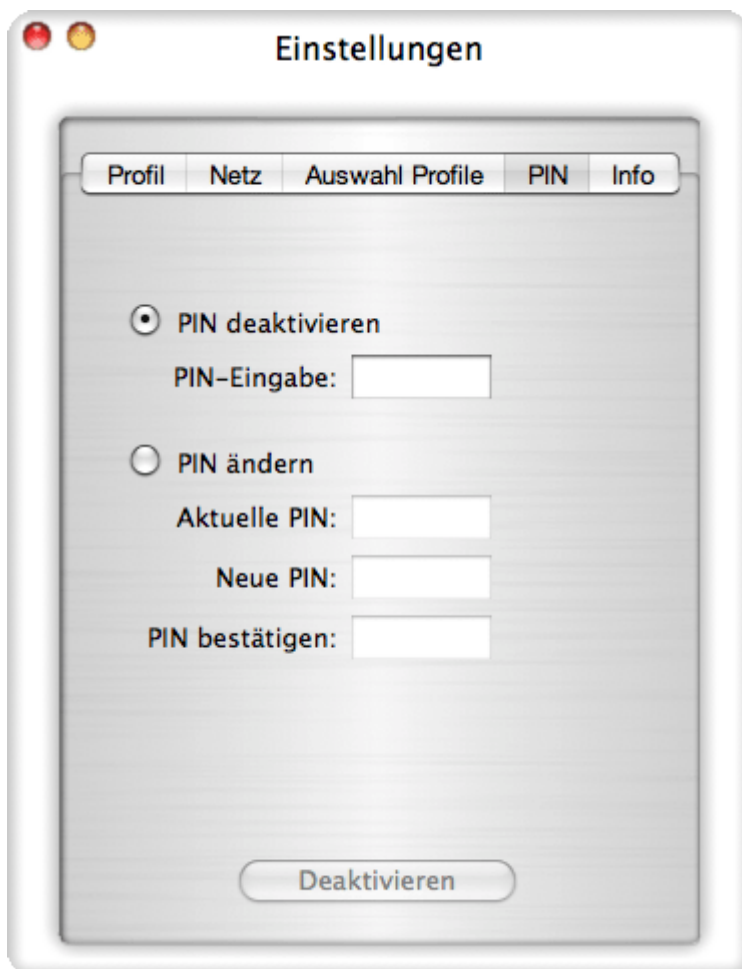 Einstellungen
Profil Netz Auswahl Profile PIN Info
PIN deaktivieren
PIN-Eingabe:
PIN ändern
Aktuelle PIN:
Neue PIN:
PIN bestätigen:
Deaktivieren